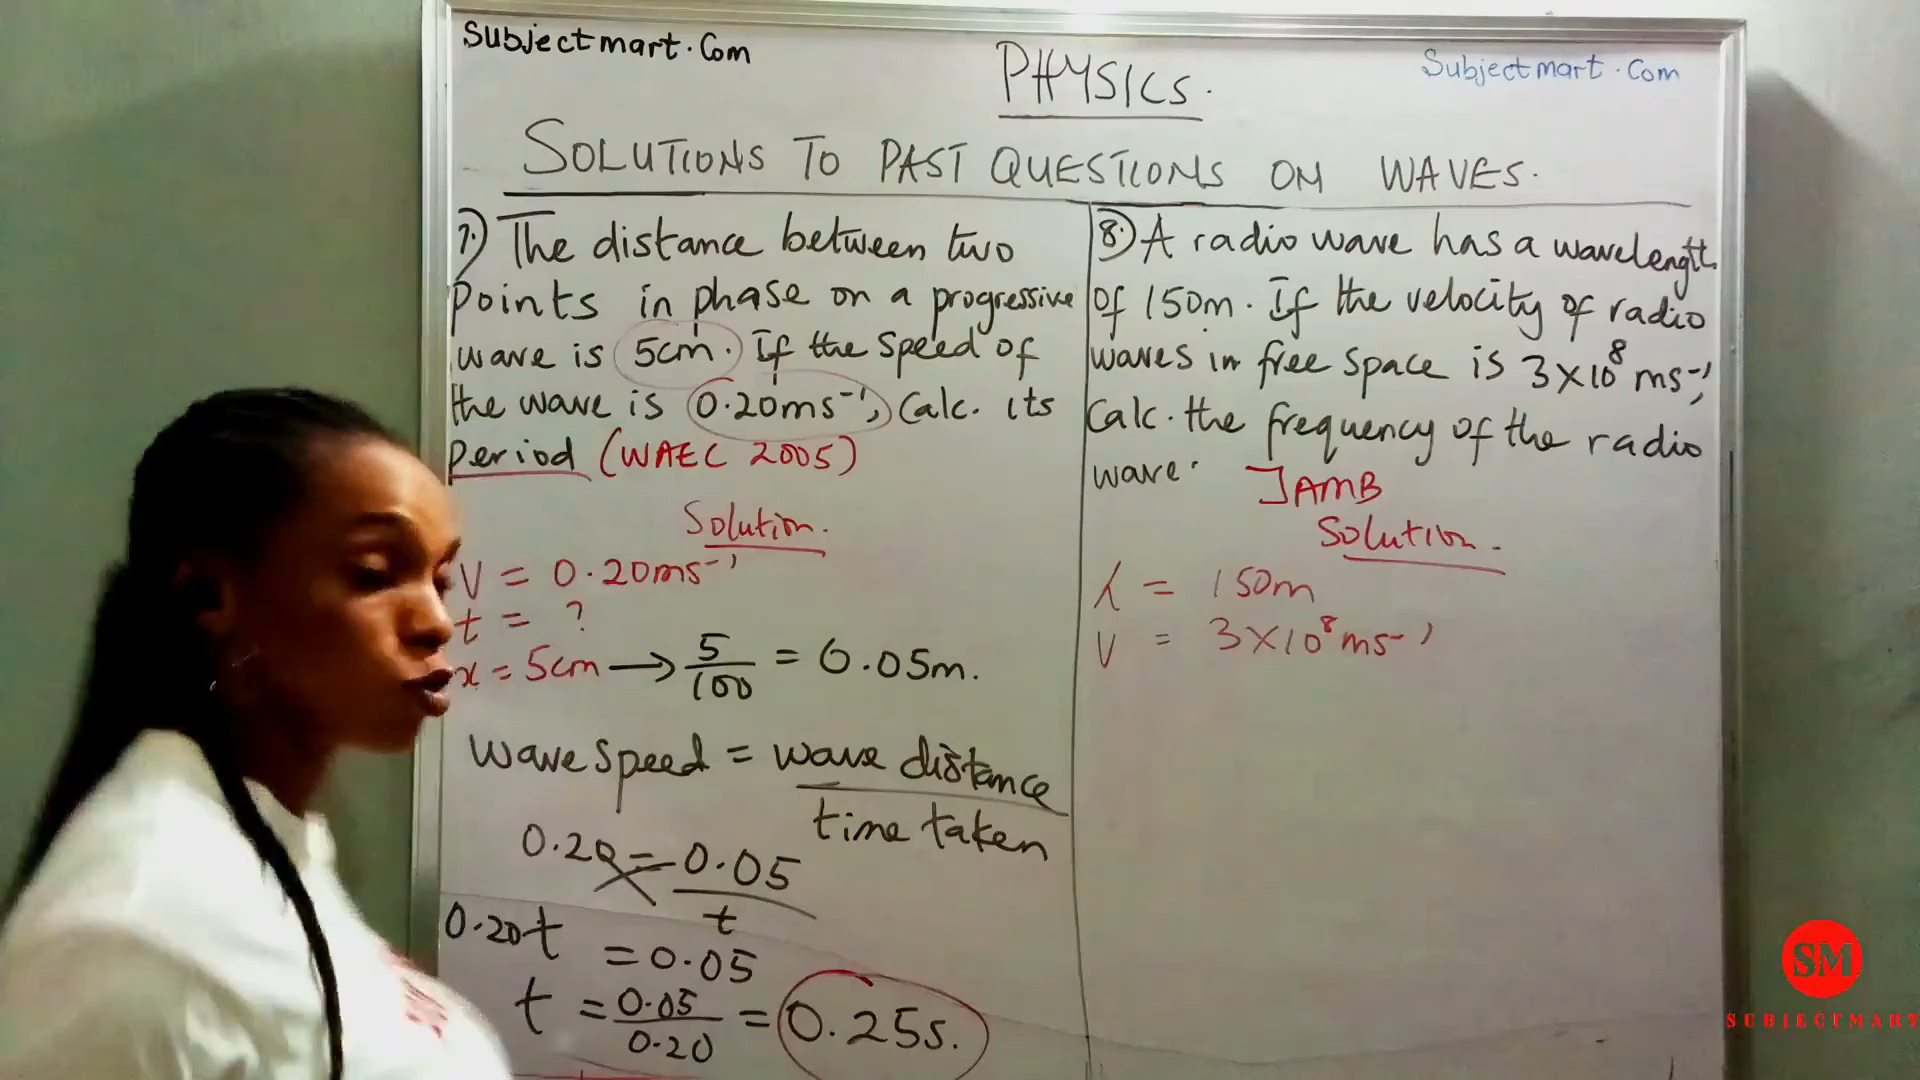 Subjectmart.Com
PHYSICS.
Subjectmart.Com
SOLUTIONS TO PAST QUESTIONS ON WAVES.
7.) The distance between two
points in phase on a progressive
wave is 5cm. If the speed of
the wave is 0.20ms⁻¹, Calc. its
period (WAEC 2005)
Solution.
V = 0.20ms⁻¹
t = ?
x = 5cm → 5/100 = 0.05m.
Wave speed = wave distance
time taken
0.20 = 0.05
t
0.20t = 0.05
t = 0.05/0.20 = 0.25s.
8.) A radio wave has a wavelength
of 150m. If the velocity of radio
waves in free space is 3×10⁸ ms⁻¹,
Calc. the frequency of the radio
wave.
JAMB
Solution.
λ = 150m
V = 3×10⁸ms⁻¹
SM
SUBJECTMART